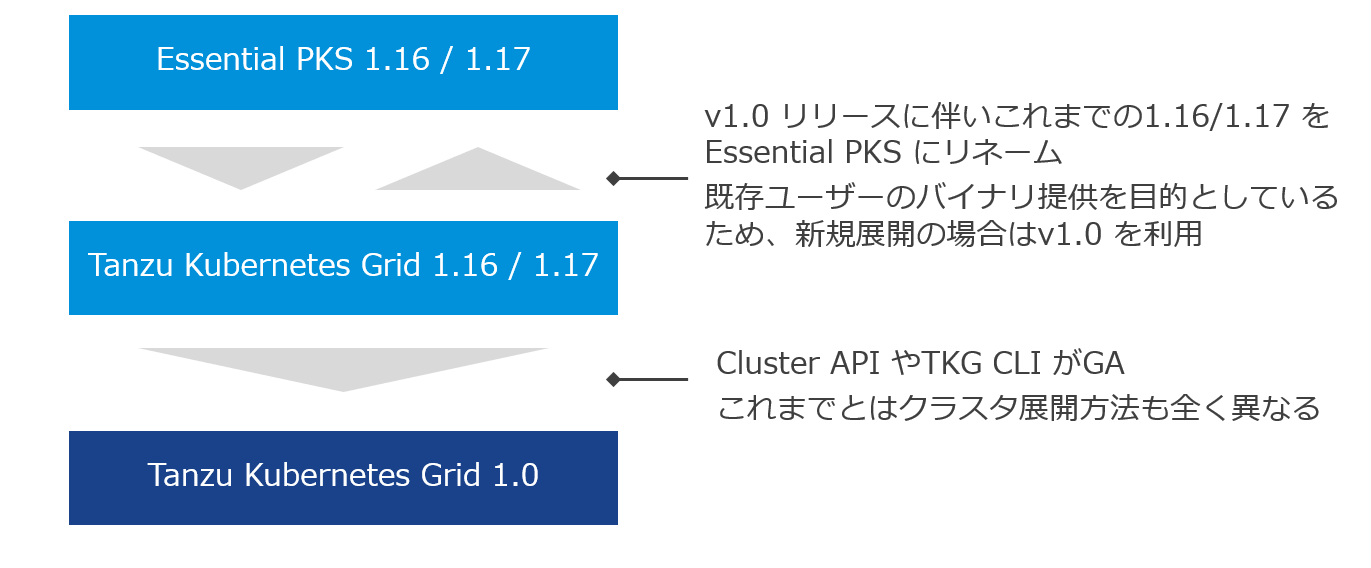 Essential PKS 1.16 / 1.17
v1.0 リリースに伴いこれまでの1.16/1.17 を
Essential PKS にリネーム
既存ユーザーのバイナリ提供を目的としている
ため、新規展開の場合はv1.0 を利用
Tanzu Kubernetes Grid 1.16 / 1.17
Cluster API やTKG CLI がGA
これまでとはクラスタ展開方法も全く異なる
Tanzu Kubernetes Grid 1.0